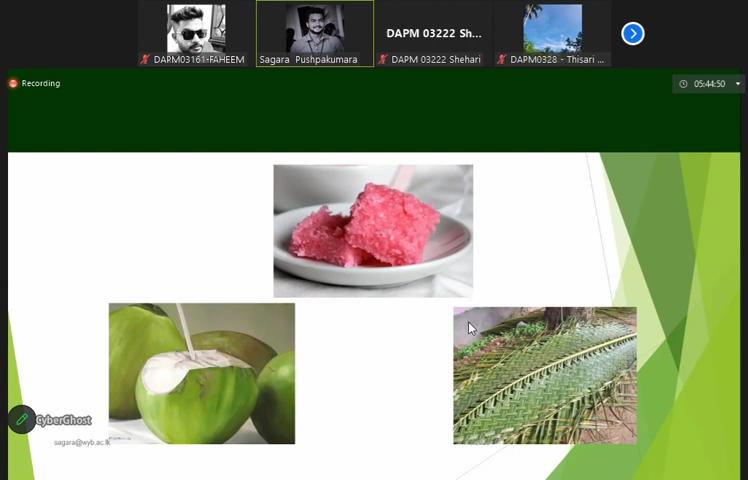 DAPM 03222 Sh...
DAPM03161-FAHEEM
Sagara Pushpakumara
DAPM 03222 Shehari
DAPM0328 - Thisari ...
Recording
05:44:50
CyberGhost
sagara@wyb.ac.lk